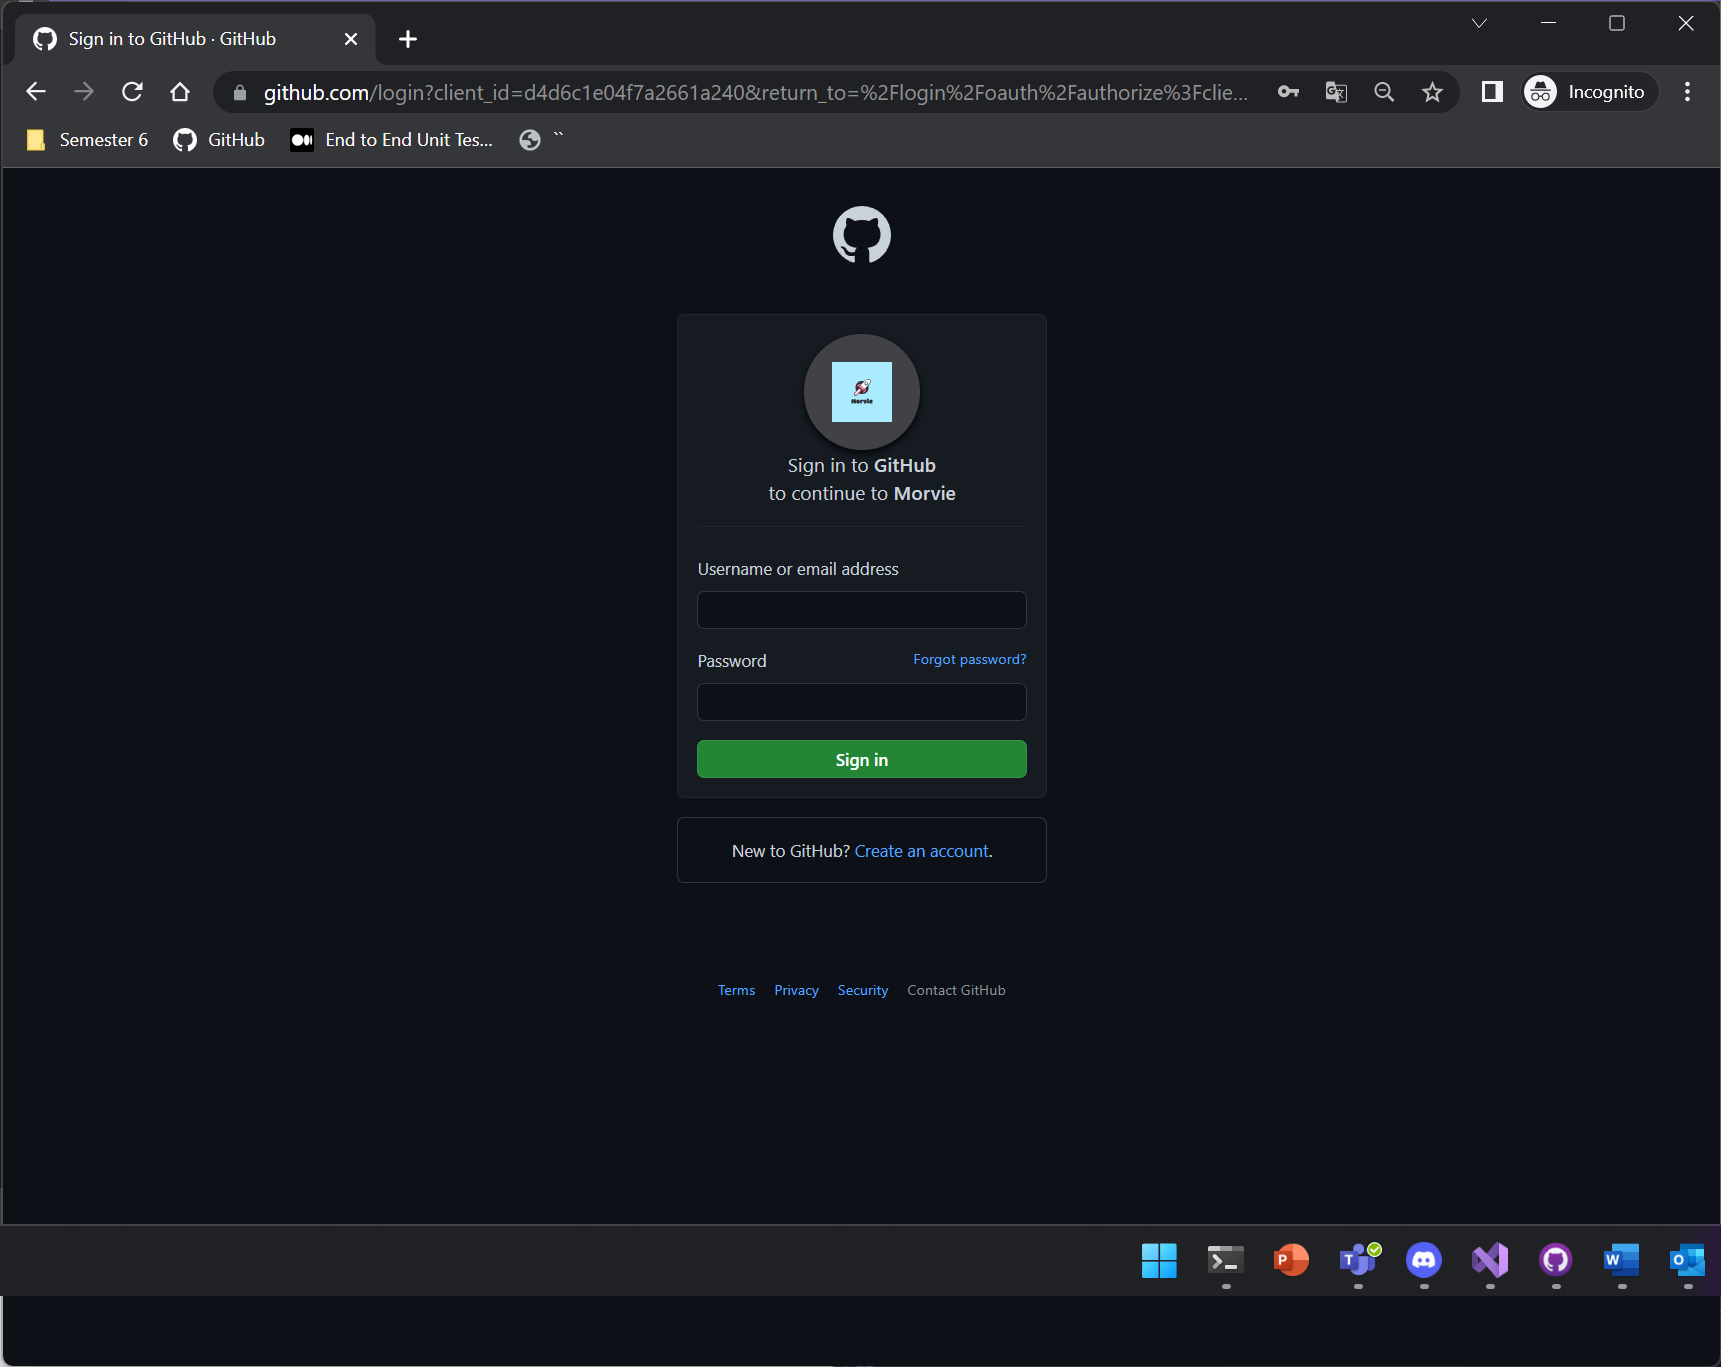 Sign in to GitHub · GitHub
github.com/login?client_id=d4d6c1e04f7a2661a240&return_to=%2Flogin%2Foauth%2Fauthorize%3Fclie...
Incognito
Semester 6
GitHub
End to End Unit Tes...
``
Morvie
Sign in to GitHub
to continue to Morvie
Username or email address
Password
Forgot password?
Sign in
New to GitHub? Create an account.
Terms
Privacy
Security
Contact GitHub